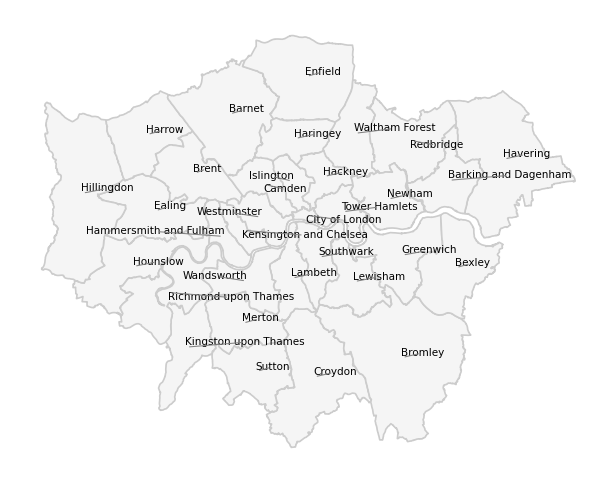 Enfield
Barnet
Waltham Forest
Harrow
Haringey
Redbridge
Havering
Brent
Hackney
Islington
Barking and Dagenham
Camden
Hillingdon
Newham
Ealing
Westminster
Tower Hamlets
City of London
Hammersmith and Fulham
Kensington and Chelsea
Southwark
Greenwich
Hounslow
Bexley
Wandsworth
Lambeth
Lewisham
Richmond upon Thames
Merton
Kingston upon Thames
Bromley
Sutton
Croydon